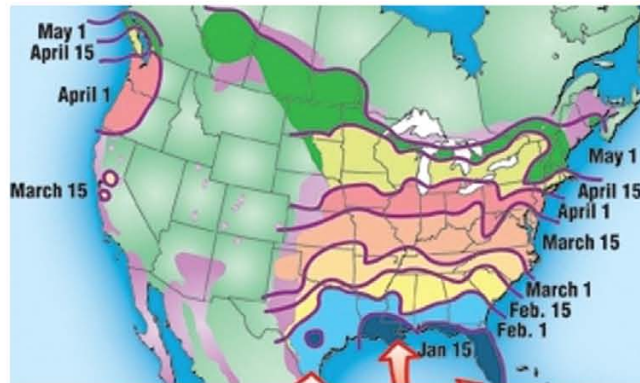 May 1
April 15
April 1
March 15
May 1
April 15
April 1
March 15
March 1
Feb. 15
Feb. 1
Jan 15